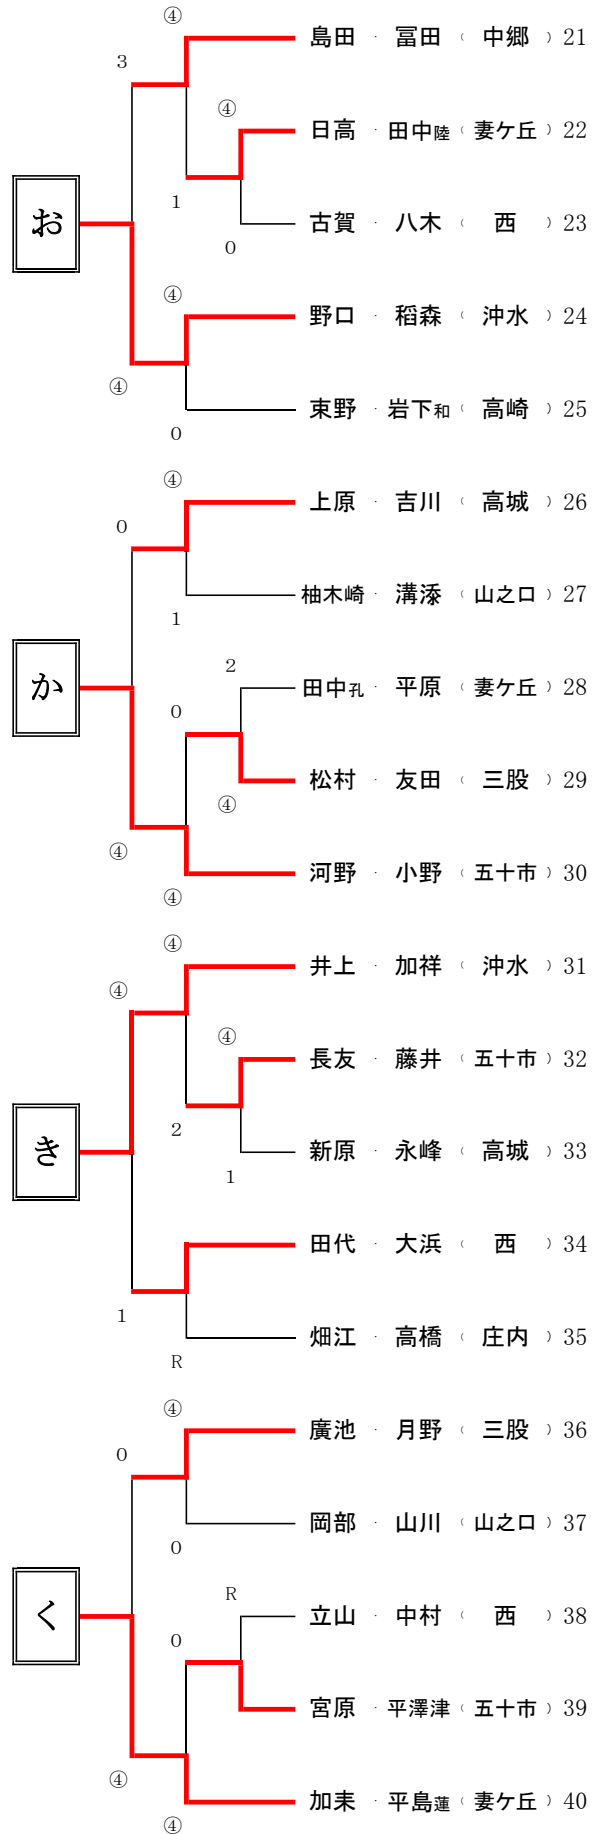 ④
島田 ・ 冨田 （ 中郷 ） 21
3
④
日高 ・ 田中陸 （ 妻ケ丘 ） 22
1
お
古賀 ・ 八木 （ 西 ） 23
0
④
野口 ・ 稲森 （ 沖水 ） 24
④
束野 ・ 岩下和 （ 高崎 ） 25
0
④
上原 ・ 吉川 （ 高城 ） 26
0
柚木崎 ・ 溝添 （ 山之口 ） 27
1
2
か
田中孔 ・ 平原 （ 妻ケ丘 ） 28
0
松村 ・ 友田 （ 三股 ） 29
④
④
河野 ・ 小野 （ 五十市 ） 30
④
④
井上 ・ 加祥 （ 沖水 ） 31
④
④
長友 ・ 藤井 （ 五十市 ） 32
2
き
新原 ・ 永峰 （ 高城 ） 33
1
田代 ・ 大浜 （ 西 ） 34
1
畑江 ・ 高橋 （ 庄内 ） 35
R
④
廣池 ・ 月野 （ 三股 ） 36
0
岡部 ・ 山川 （ 山之口 ） 37
0
R
く
立山 ・ 中村 （ 西 ） 38
0
宮原 ・ 平澤津 （ 五十市 ） 39
④
加末 ・ 平島蓮 （ 妻ケ丘 ） 40
④